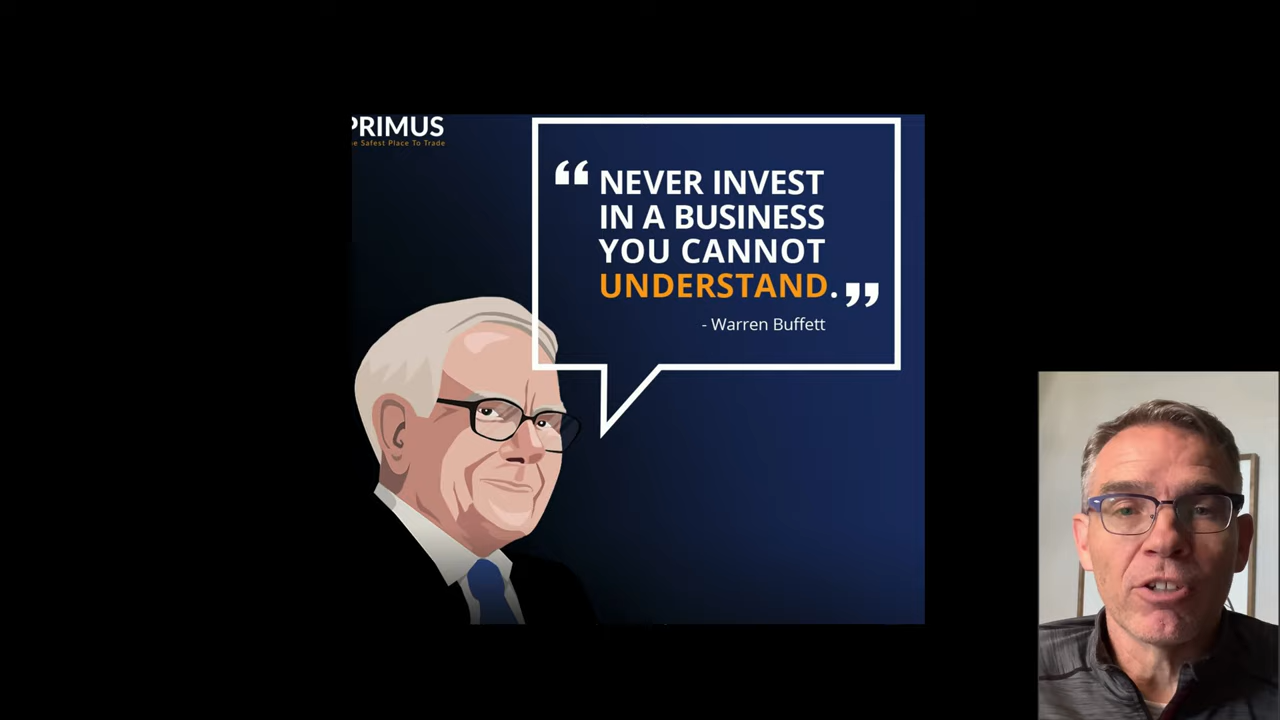 PRIMUS
e Safest Place To Trade
“ NEVER INVEST
IN A BUSINESS
YOU CANNOT
UNDERSTAND. ”
- Warren Buffett